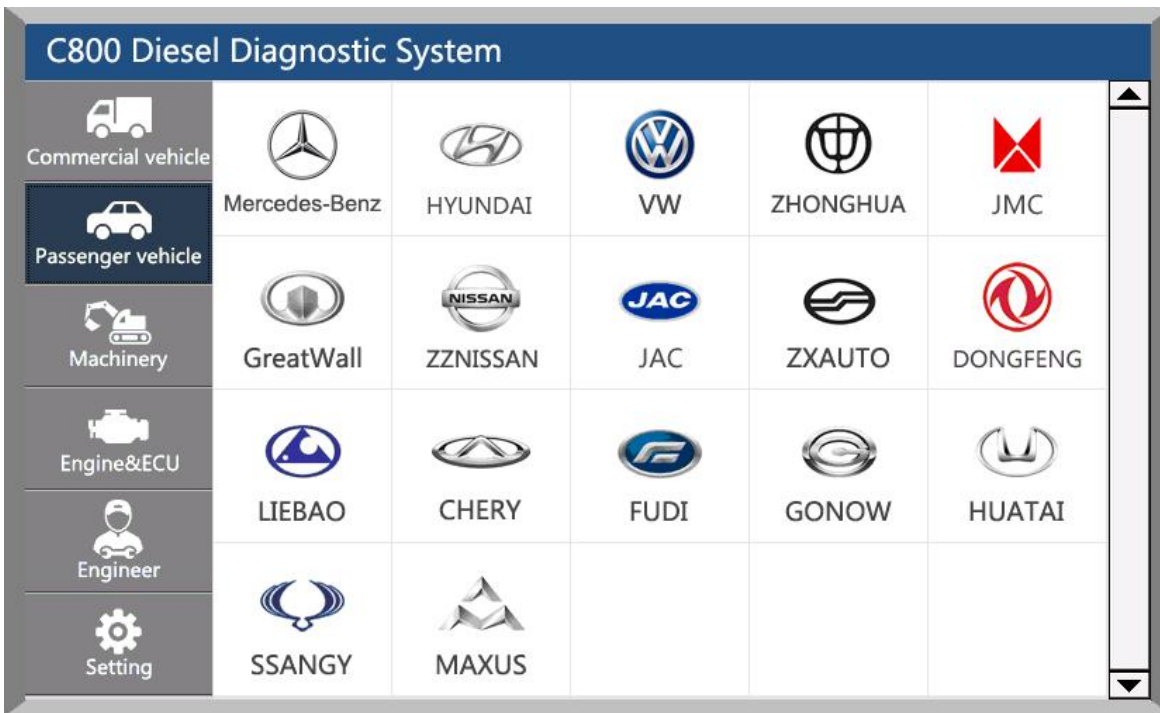 C800 Diesel Diagnostic System
Commercial vehicle
Passenger vehicle
Machinery
Engine&ECU
Engineer
Setting
Mercedes-Benz
HYUNDAI
VW
ZHONGHUA
JMC
GreatWall
NISSAN
ZZNISSAN
JAC
JAC
ZXAUTO
DONGFENG
LIEBAO
CHERY
FUDI
GONOW
HUATAI
SSANGY
MAXUS